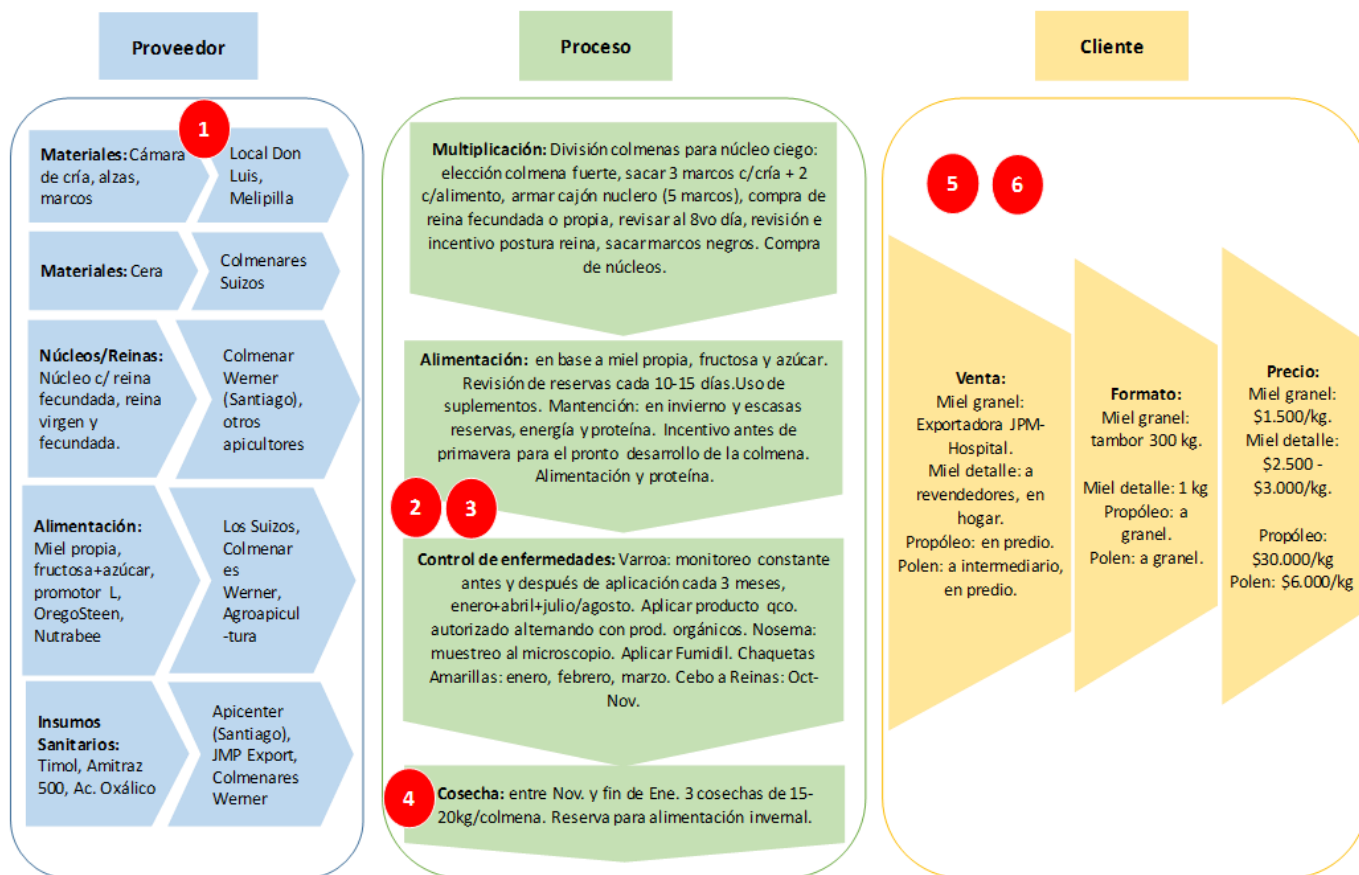 Proveedor
Proceso
Cliente
1
Materiales: Cámara
de cría, alzas,
marcos
Local Don
Luis,
Melipilla
Materiales: Cera
Colmenares
Suizos
Núcleos/Reinas:
Núcleo c/ reina
fecundada, reina
virgen y
fecundada.
Colmenar
Werner
(Santiago),
otros
apicultores
Alimentación:
Miel propia,
fructosa+azúcar,
promotor L,
OregoSteen,
Nutrabee
Los Suizos,
Colmenar
es
Werner,
Agroapicul
-tura
Insumos
Sanitarios:
Timol, Amitraz
500, Ac. Oxálico
Apicenter
(Santiago),
JMP Export,
Colmenares
Werner
Multiplicación: División colmenas para núcleo ciego:
elección colmena fuerte, sacar 3 marcos c/cría + 2
c/alimento, armar cajón nuclero (5 marcos), compra de
reina fecundada o propia, revisar al 8vo día, revisión e
incentivo postura reina, sacar marcos negros. Compra
de núcleos.
Alimentación: en base a miel propia, fructosa y azúcar.
Revisión de reservas cada 10-15 días.Uso de
suplementos. Mantención: en invierno y escasas
reservas, energía y proteína. Incentivo antes de
primavera para el pronto desarrollo de la colmena.
Alimentación y proteína.
2
3
Control de enfermedades: Varroa: monitoreo constante
antes y después de aplicación cada 3 meses,
enero+abril+julio/agosto. Aplicar producto qco.
autorizado alternando con prod. orgánicos. Nosema:
muestreo al microscopio. Aplicar Fumidil. Chaquetas
Amarillas: enero, febrero, marzo. Cebo a Reinas: Oct-
Nov.
4
Cosecha: entre Nov. y fin de Ene. 3 cosechas de 15-
20kg/colmena. Reserva para alimentación invernal.
5
6
Venta:
Miel granel:
Exportadora JPM-
Hospital.
Miel detalle: a
revendedores, en
hogar.
Propóleo: en predio.
Polen: a intermediario,
en predio.
Formato:
Miel granel:
tambor 300 kg.
Miel detalle: 1 kg
Propóleo: a
granel.
Polen: a granel.
Precio:
Miel granel:
$1.500/kg.
Miel detalle:
$2.500 -
$3.000/kg.
Propóleo:
$30.000/kg
Polen: $6.000/kg